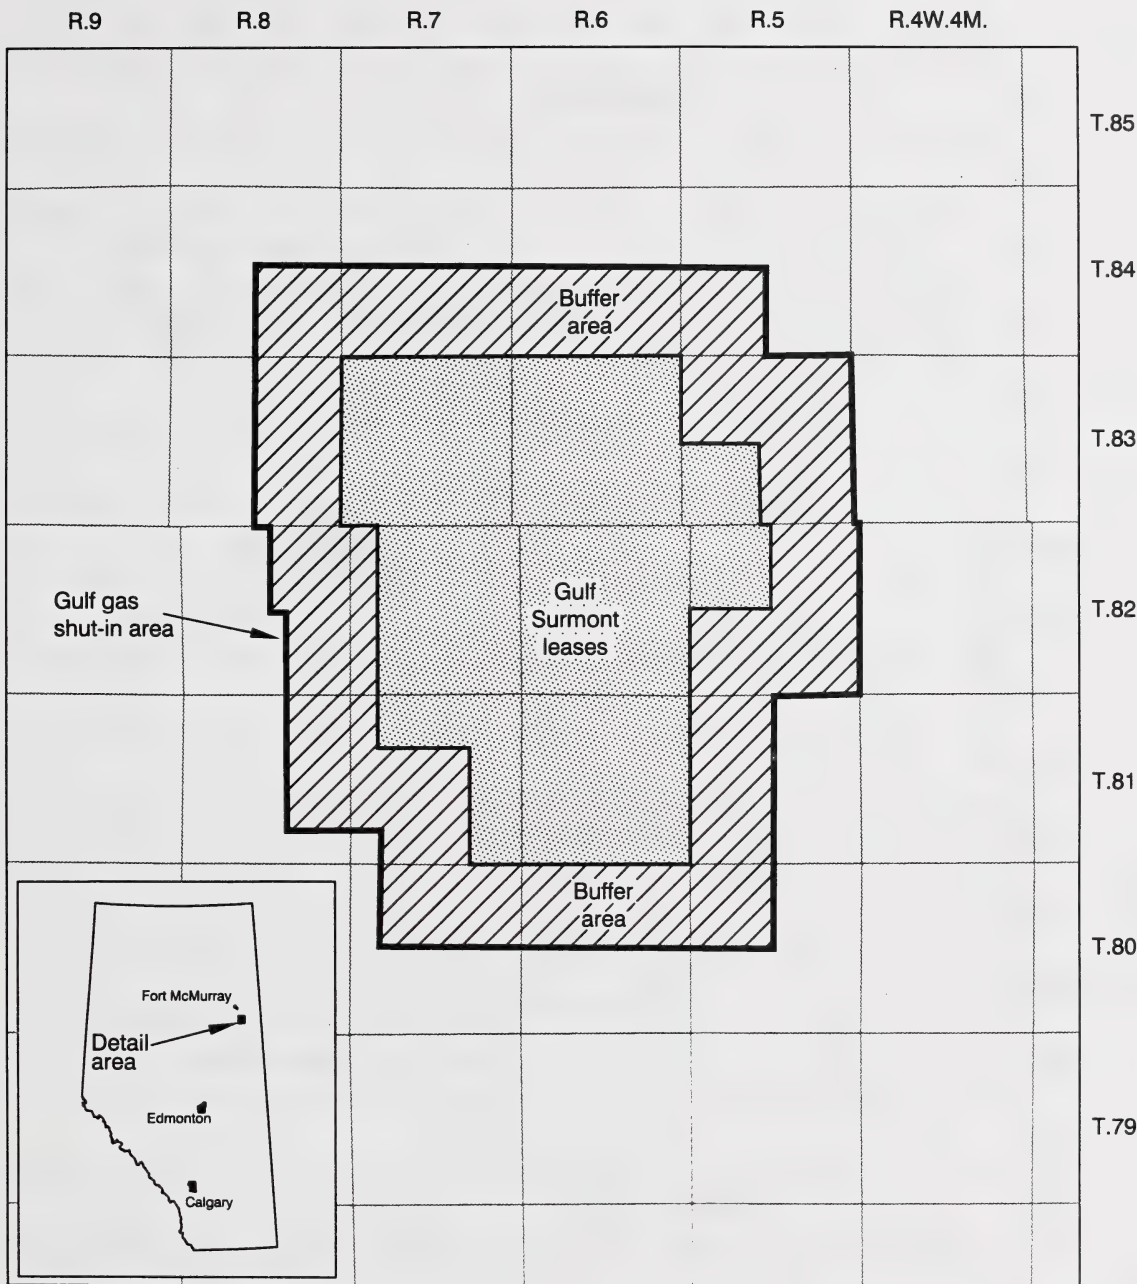 R.9 R.8 R.7 R.6 R.5 R.4W.4M.
T.85
T.84
Buffer
area
T.83
Gulf gas
shut-in area
Gulf
Surmont
leases
T.82
T.81
Buffer
area
T.80
Fort McMurray
Detail
area
Edmonton
Calgary
T.79